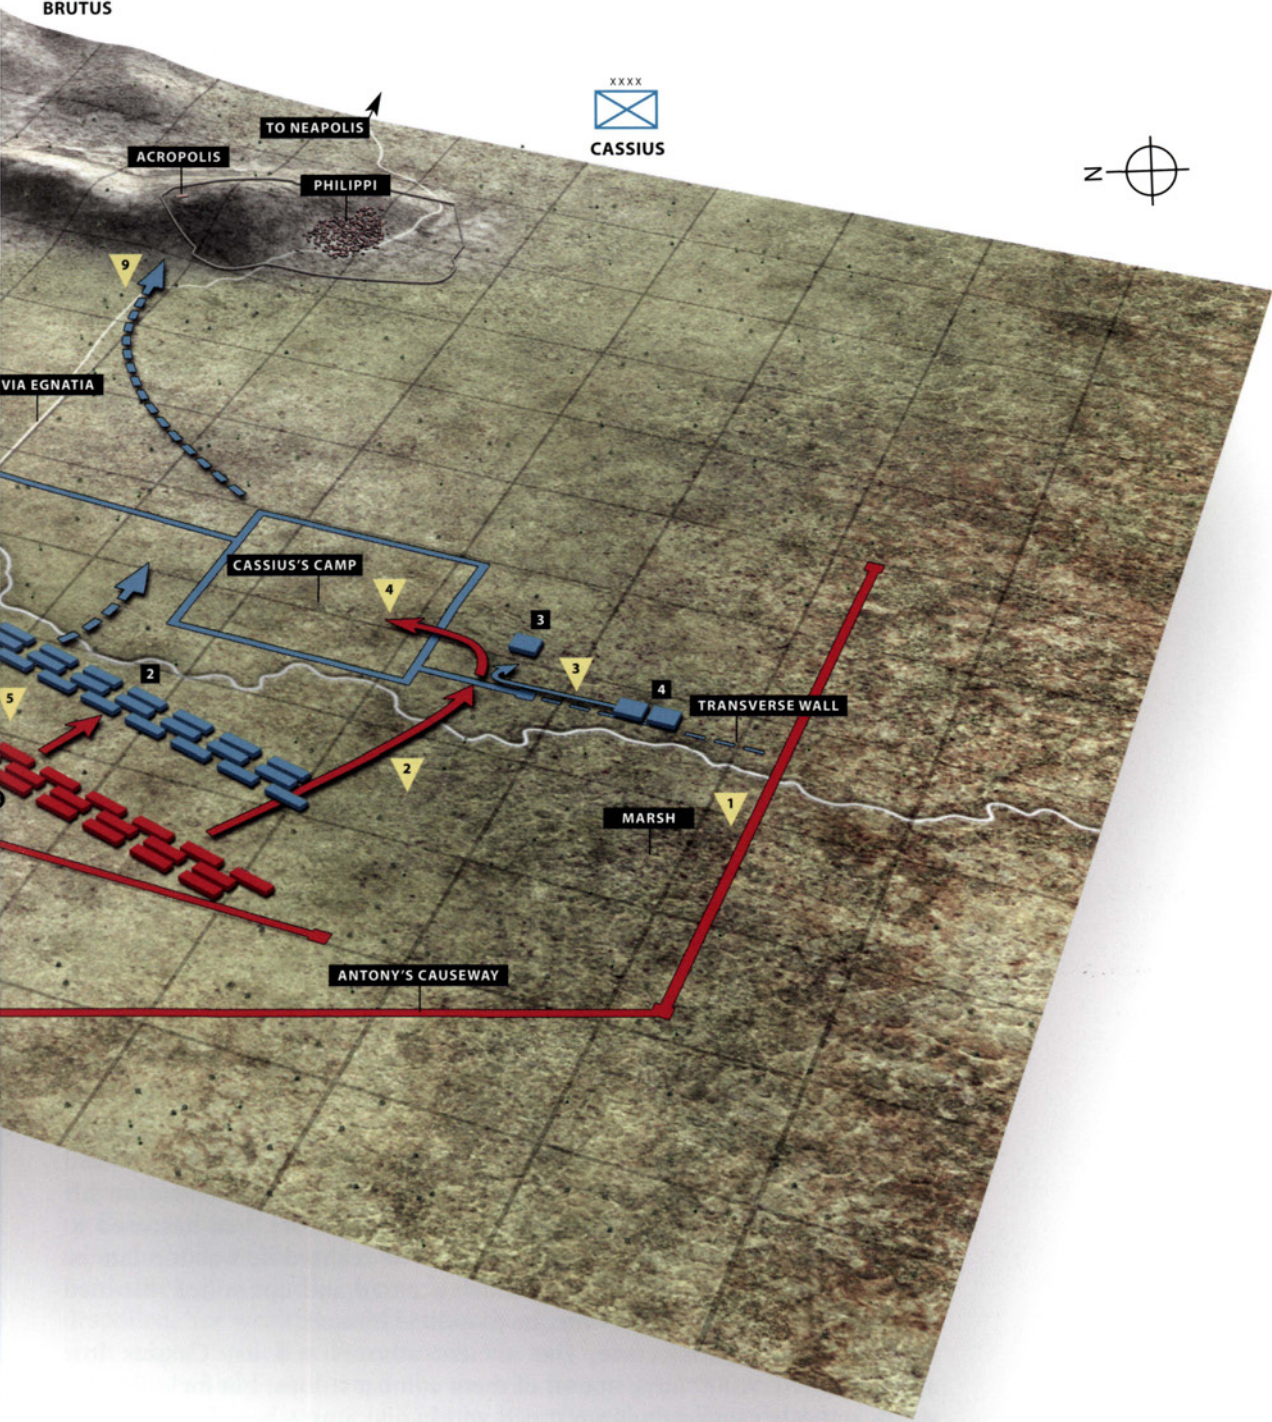 BRUTUS
XXXX
CASSIUS
TO NEAPOLIS
ACROPOLIS
PHILIPPI
N
9
VIA EGNATIA
CASSIUS'S CAMP
4
3
3
2
4
5
TRANSVERSE WALL
2
1
MARSH
ANTONY'S CAUSEWAY